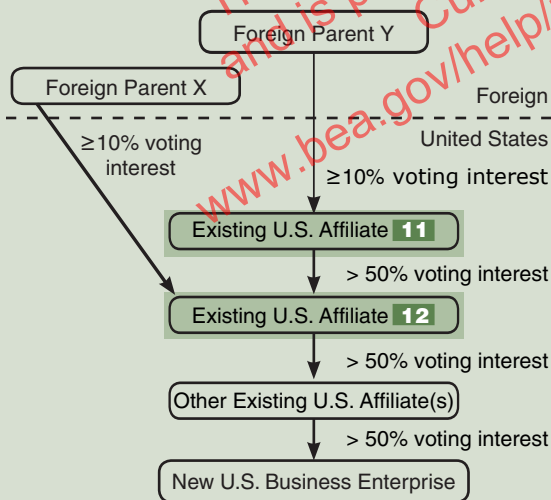 Foreign Parent Y
Foreign Parent X
Foreign
United States
≥10% voting
interest
≥10% voting interest
Existing U.S. Affiliate 11
> 50% voting interest
Existing U.S. Affiliate 12
> 50% voting interest
Other Existing U.S. Affiliate(s)
> 50% voting interest
New U.S. Business Enterprise
and is
www.bea.gov/help/